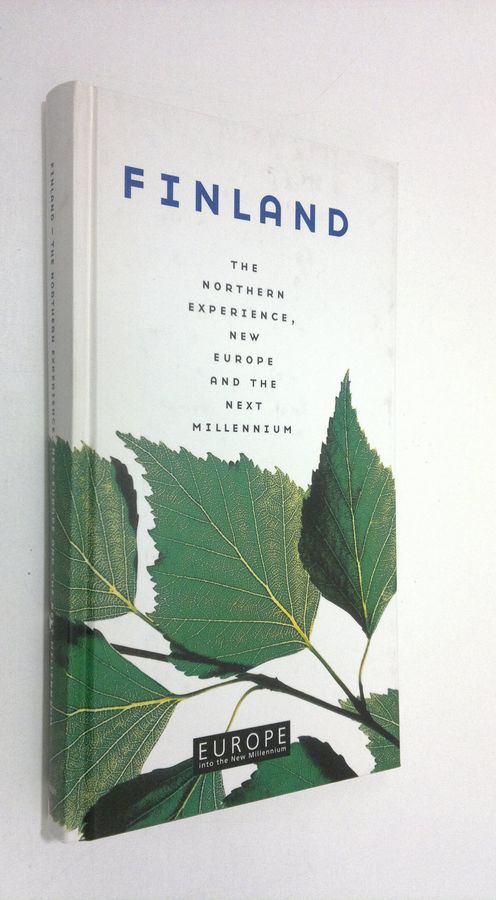 FINLAND
THE
NORTHERN
EXPERIENCE,
NEW
EUROPE
AND THE
NEXT
MILLENNIUM
EUROPE
into the New Millennium
FINLAND – THE NORTHERN EXPERIENCE, NEW EUROPE AND THE NEXT MILLENNIUM